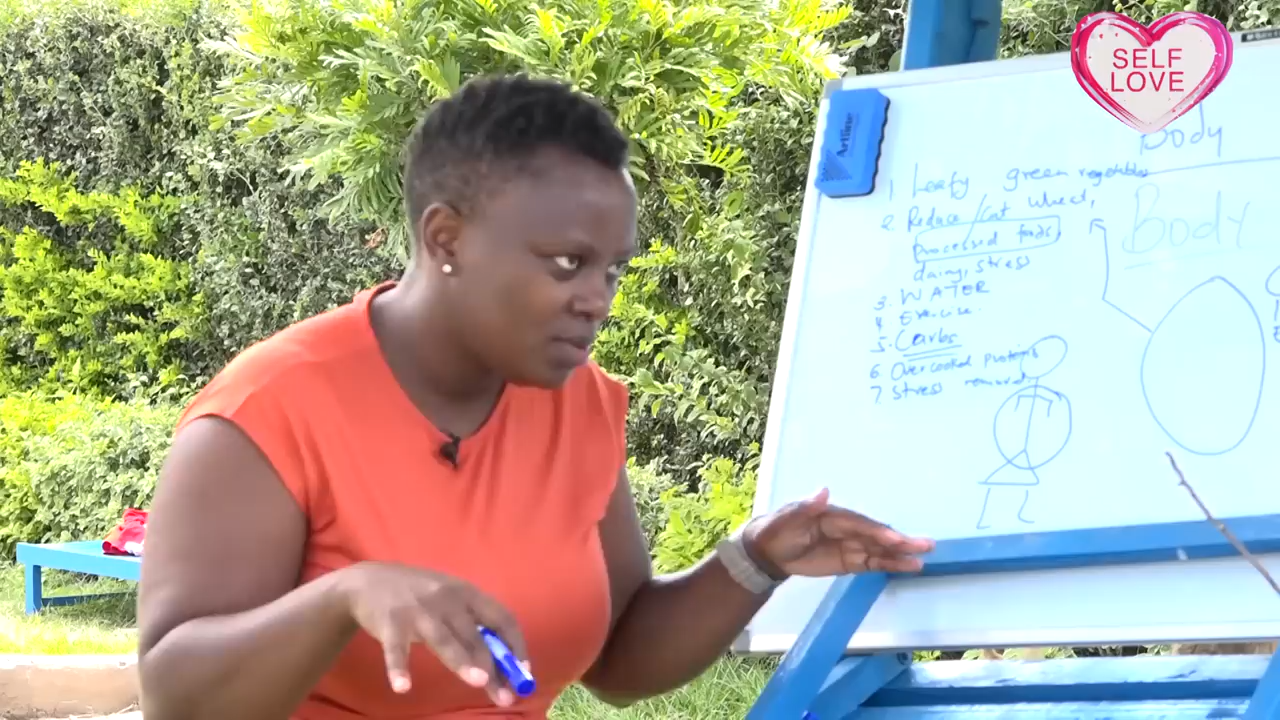 SELF
LOVE
Artline
Body
1 Leafy green vegetables
2. Reduce / cut wheat,
processed foods,
dairy, stress
3. WATER
4 Exercise.
5. Carbs
6 Overcooked proteins
7 Stress removal
Body